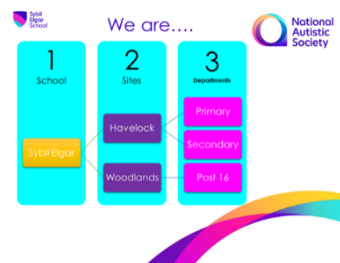 Sybil
Elgar
School
We are….
National
Autistic
Society
1
School
2
Sites
3
Departments
Sybil Elgar
Havelock
Woodlands
Primary
Secondary
Post 16